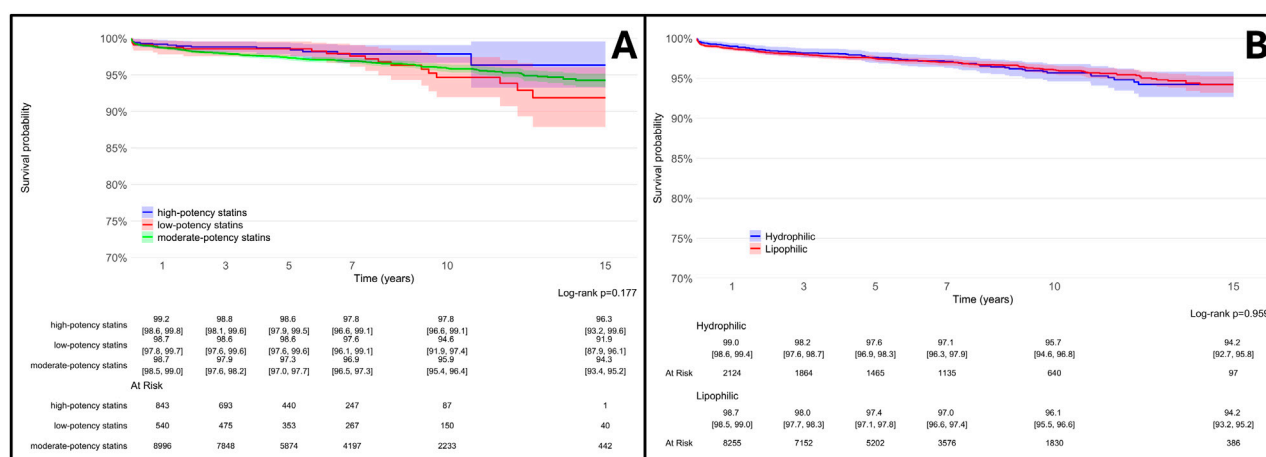 A
100%
95%
90%
85%
80%
75%
70%
Survival probability
high-potency statins
low-potency statins
moderate-potency statins
1 3 5 7 10 15
Time (years)
Log-rank p=0.177
99.2 98.8 98.6 97.8 97.8 96.3
high-potency statins [98.6, 99.8] [98.1, 99.6] [97.9, 99.5] [96.6, 99.1] [96.6, 99.1] [93.2, 99.6]
98.7 98.6 98.6 97.6 94.6 91.9
low-potency statins [97.8, 99.7] [97.6, 99.6] [97.6, 99.6] [96.1, 99.1] [91.9, 97.4] [87.9, 96.1]
98.7 97.9 97.3 96.9 95.9 94.3
moderate-potency statins [98.5, 99.0] [97.6, 98.2] [97.0, 97.7] [96.5, 97.3] [95.4, 96.4] [93.4, 95.2]
At Risk
high-potency statins 843 693 440 247 87 1
low-potency statins 540 475 353 267 150 40
moderate-potency statins 8996 7848 5874 4197 2233 442
B
100%
95%
90%
85%
80%
75%
70%
Survival probability
Hydrophilic
Lipophilic
1 3 5 7 10 15
Time (years)
Log-rank p=0.959
Hydrophilic
99.0 98.2 97.6 97.1 95.7 94.2
[98.6, 99.4] [97.6, 98.7] [96.9, 98.3] [96.3, 97.9] [94.6, 96.8] [92.7, 95.8]
At Risk 2124 1864 1465 1135 640 97
Lipophilic
98.7 98.0 97.4 97.0 96.1 94.2
[98.5, 99.0] [97.7, 98.3] [97.1, 97.8] [96.6, 97.4] [95.5, 96.6] [93.2, 95.2]
At Risk 8255 7152 5202 3576 1830 386